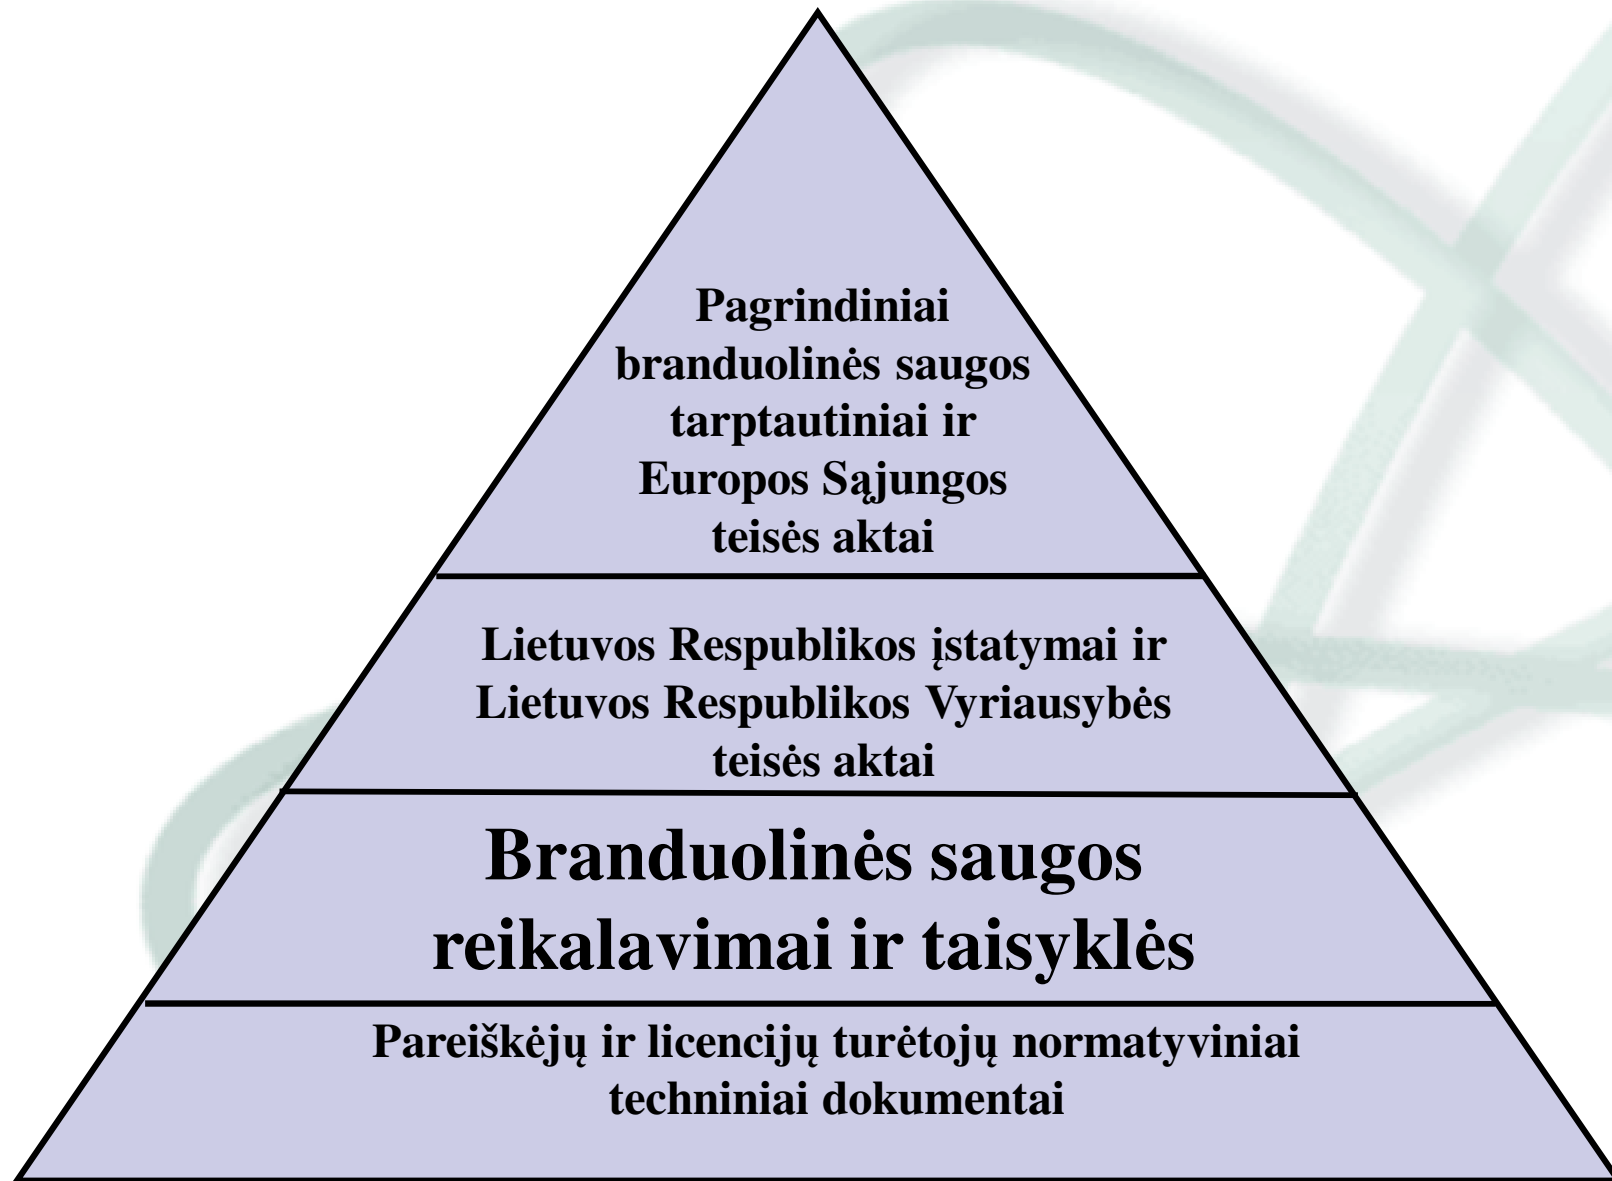 Pagrindiniai
branduolinės saugos
tarptautiniai ir
Europos Sąjungos
teisės aktai
Lietuvos Respublikos įstatymai ir
Lietuvos Respublikos Vyriausybės
teisės aktai
Branduolinės saugos
reikalavimai ir taisyklės
Pareiškėjų ir licencijų turėtojų normatyviniai
techniniai dokumentai